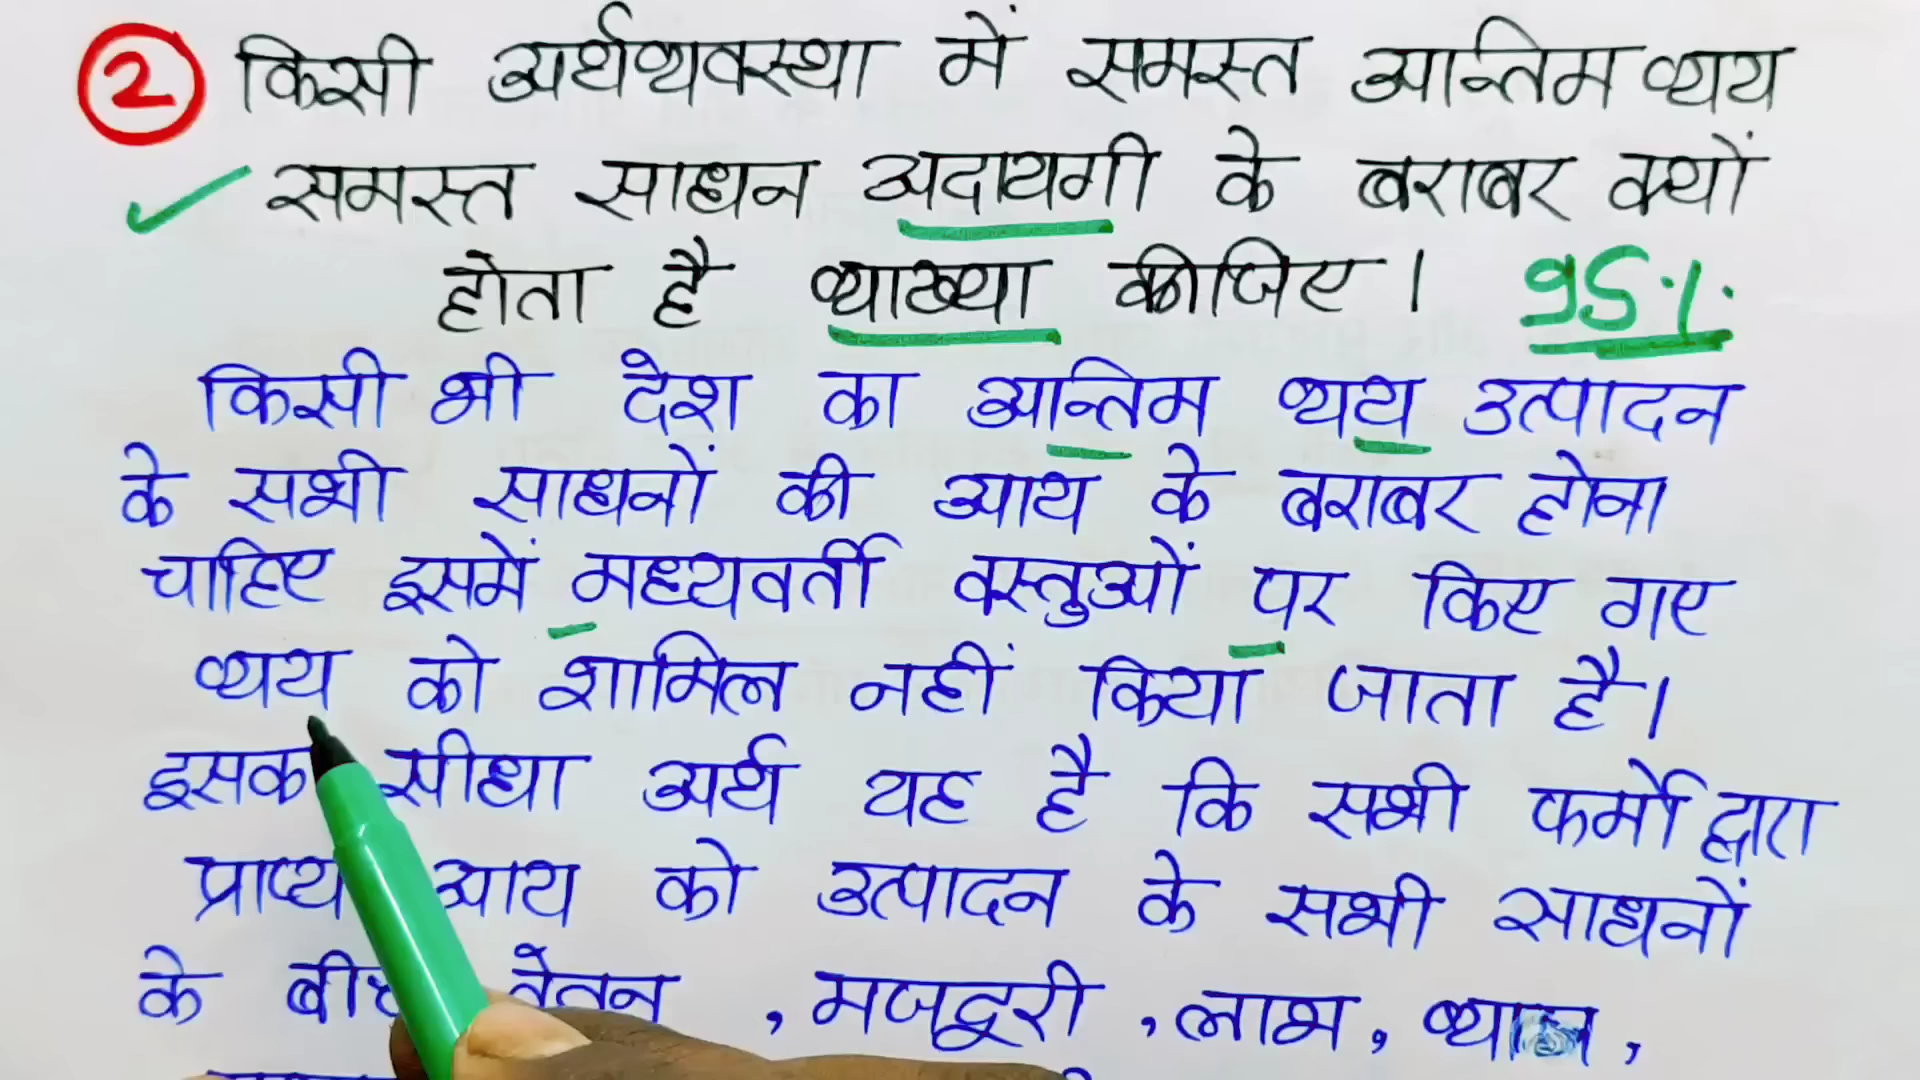 ② किसी अर्थव्यवस्था में समस्त अन्तिम व्यय
समस्त साधन अदायगी के बराबर क्यों
होता है व्याख्या कीजिए। 95%
किसी भी देश का अन्तिम व्यय उत्पादन
के सभी साधनों की आय के बराबर होना
चाहिए इसमें मध्यवर्ती वस्तुओं पर किए गए
व्यय को शामिल नहीं किया जाता है।
इसक सीधा अर्थ यह है कि सभी फर्मों द्वारा
प्राप्य आय को उत्पादन के सभी साधनों
के बीच वेतन , मजदूरी , लाभ, ब्याज,